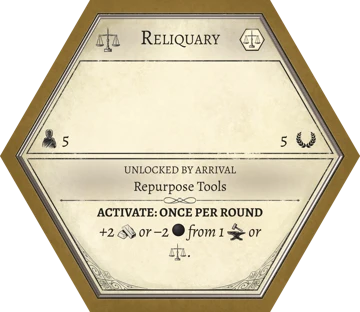 Reliquary
5 5
UNLOCKED BY ARRIVAL
Repurpose Tools
ACTIVATE: ONCE PER ROUND
+2 or −2 from 1 or
.